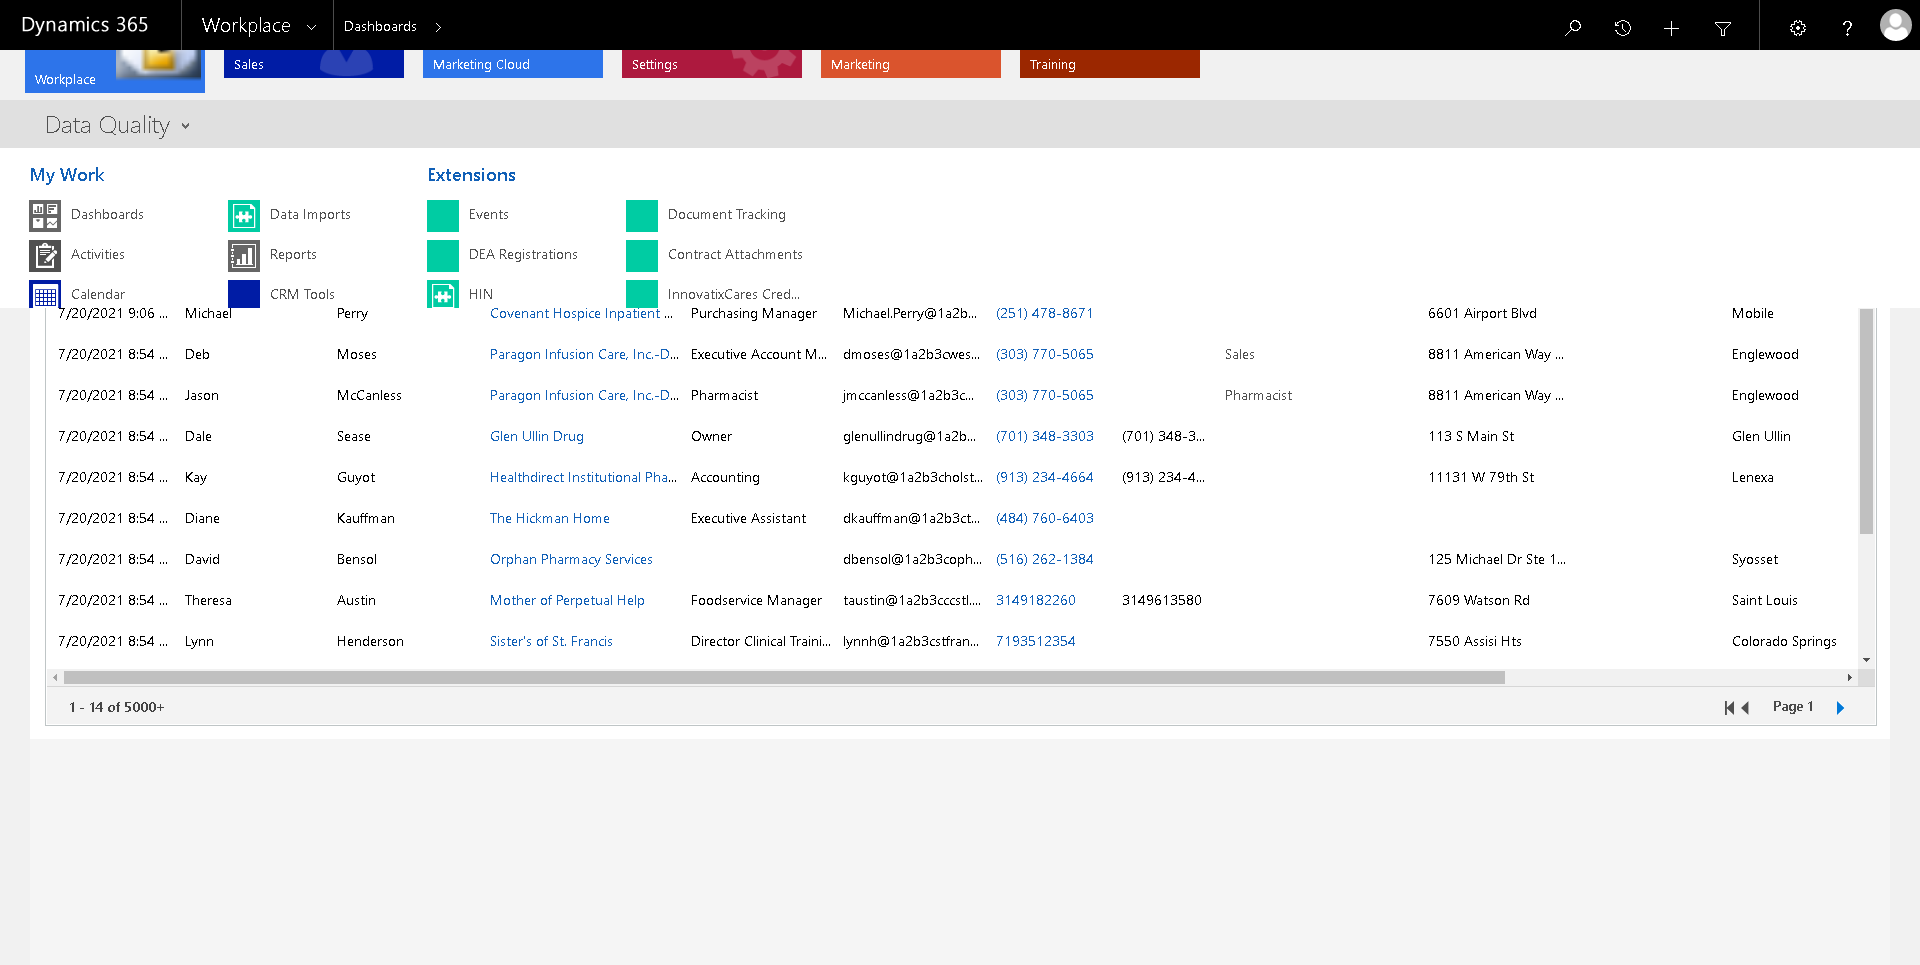 Dynamics 365 Workplace Dashboards
Workplace Sales Marketing Cloud Settings Marketing Training
Data Quality
My Work Extensions
Dashboards Data Imports Events Document Tracking
Activities Reports DEA Registrations Contract Attachments
Calendar CRM Tools HIN InnovatixCares Cred...
7/20/2021 9:06 ... Michael Perry Covenant Hospice Inpatient ... Purchasing Manager Michael.Perry@1a2b... (251) 478-8671 6601 Airport Blvd Mobile
7/20/2021 8:54 ... Deb Moses Paragon Infusion Care, Inc.-D... Executive Account M... dmoses@1a2b3cwes... (303) 770-5065 Sales 8811 American Way ... Englewood
7/20/2021 8:54 ... Jason McCanless Paragon Infusion Care, Inc.-D... Pharmacist jmccanless@1a2b3c... (303) 770-5065 Pharmacist 8811 American Way ... Englewood
7/20/2021 8:54 ... Dale Sease Glen Ullin Drug Owner glenullindrug@1a2b... (701) 348-3303 (701) 348-3... 113 S Main St Glen Ullin
7/20/2021 8:54 ... Kay Guyot Healthdirect Institutional Pha... Accounting kguyot@1a2b3cholst... (913) 234-4664 (913) 234-4... 11131 W 79th St Lenexa
7/20/2021 8:54 ... Diane Kauffman The Hickman Home Executive Assistant dkauffman@1a2b3ct... (484) 760-6403
7/20/2021 8:54 ... David Bensol Orphan Pharmacy Services dbensol@1a2b3coph... (516) 262-1384 125 Michael Dr Ste 1... Syosset
7/20/2021 8:54 ... Theresa Austin Mother of Perpetual Help Foodservice Manager taustin@1a2b3cccstl.... 3149182260 3149613580 7609 Watson Rd Saint Louis
7/20/2021 8:54 ... Lynn Henderson Sister's of St. Francis Director Clinical Traini... lynnh@1a2b3cstfran... 7193512354 7550 Assisi Hts Colorado Springs
1 - 14 of 5000+ Page 1